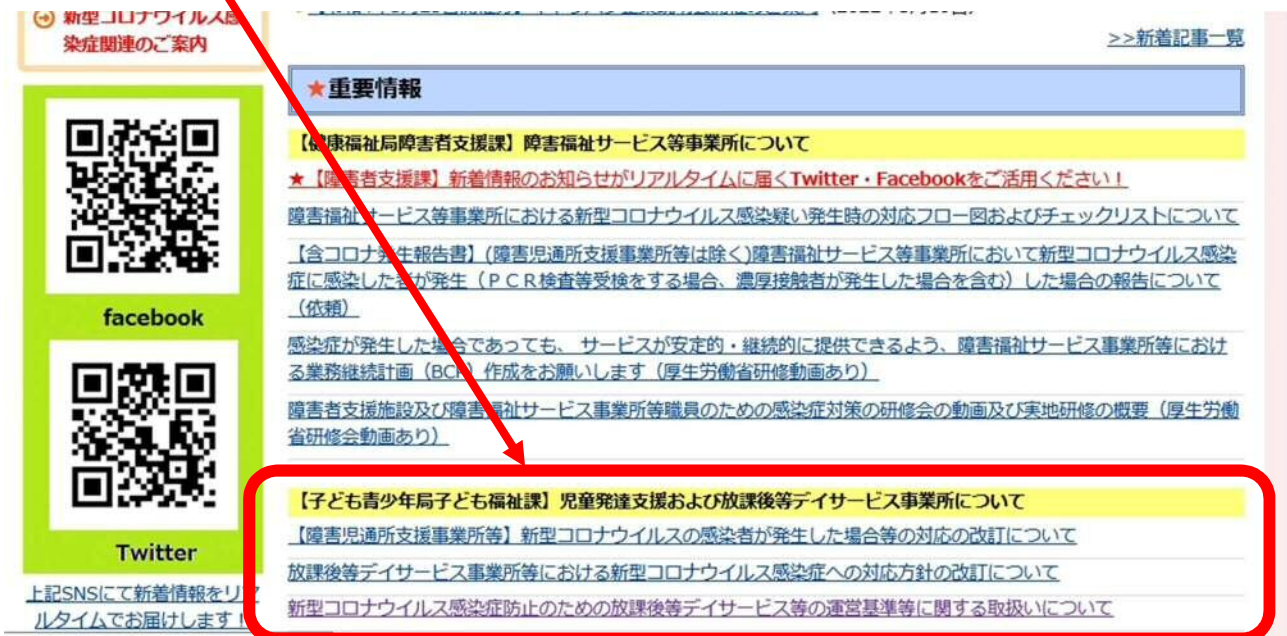 新型コロナウイルス感
染症関連のご案内
>>新着記事一覧
★重要情報
【健康福祉局障害者支援課】障害福祉サービス等事業所について
★【障害者支援課】新着情報のお知らせがリアルタイムに届くTwitter・Facebookをご活用ください！
障害福祉サービス等事業所における新型コロナウイルス感染疑い発生時の対応フロー図およびチェックリストについて
【含コロナ発生報告書】(障害児通所支援事業所等は除く)障害福祉サービス等事業所において新型コロナウイルス感染
症に感染した者が発生（ＰＣＲ検査等受検をする場合、濃厚接触者が発生した場合を含む）した場合の報告について
（依頼）
感染症が発生した場合であっても、 サービスが安定的・継続的に提供できるよう、障害福祉サービス事業所等におけ
る業務継続計画（BCP）作成をお願いします（厚生労働省研修動画あり）
障害者支援施設及び障害福祉サービス事業所等職員のための感染症対策の研修会の動画及び実地研修の概要（厚生労働
省研修会動画あり）
facebook
Twitter
上記SNSにて新着情報をリア
ルタイムでお届けします！
【子ども青少年局子ども福祉課】児童発達支援および放課後等デイサービス事業所について
【障害児通所支援事業所等】新型コロナウイルスの感染者が発生した場合等の対応の改訂について
放課後等デイサービス事業所等における新型コロナウイルス感染症への対応方針の改訂について
新型コロナウイルス感染症防止のための放課後等デイサービス等の運営基準等に関する取扱いについて